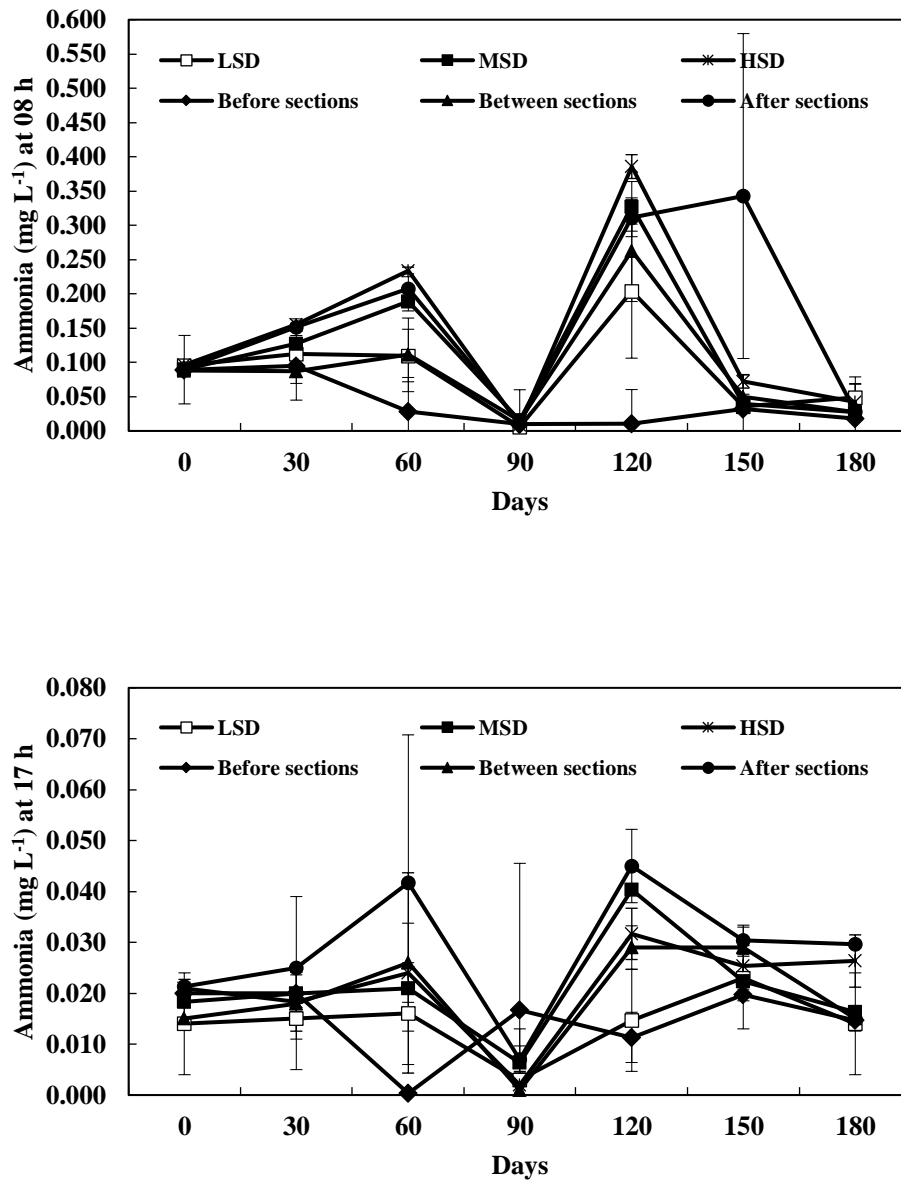 0.600
0.550
0.500
0.450
0.400
0.350
0.300
0.250
0.200
0.150
0.100
0.050
0.000
Ammonia (mg L-1) at 08 h
LSD MSD HSD
Before sections Between sections After sections
0 30 60 90 120 150 180
Days
0.080
0.070
0.060
0.050
0.040
0.030
0.020
0.010
0.000
Ammonia (mg L-1) at 17 h
LSD MSD HSD
Before sections Between sections After sections
0 30 60 90 120 150 180
Days